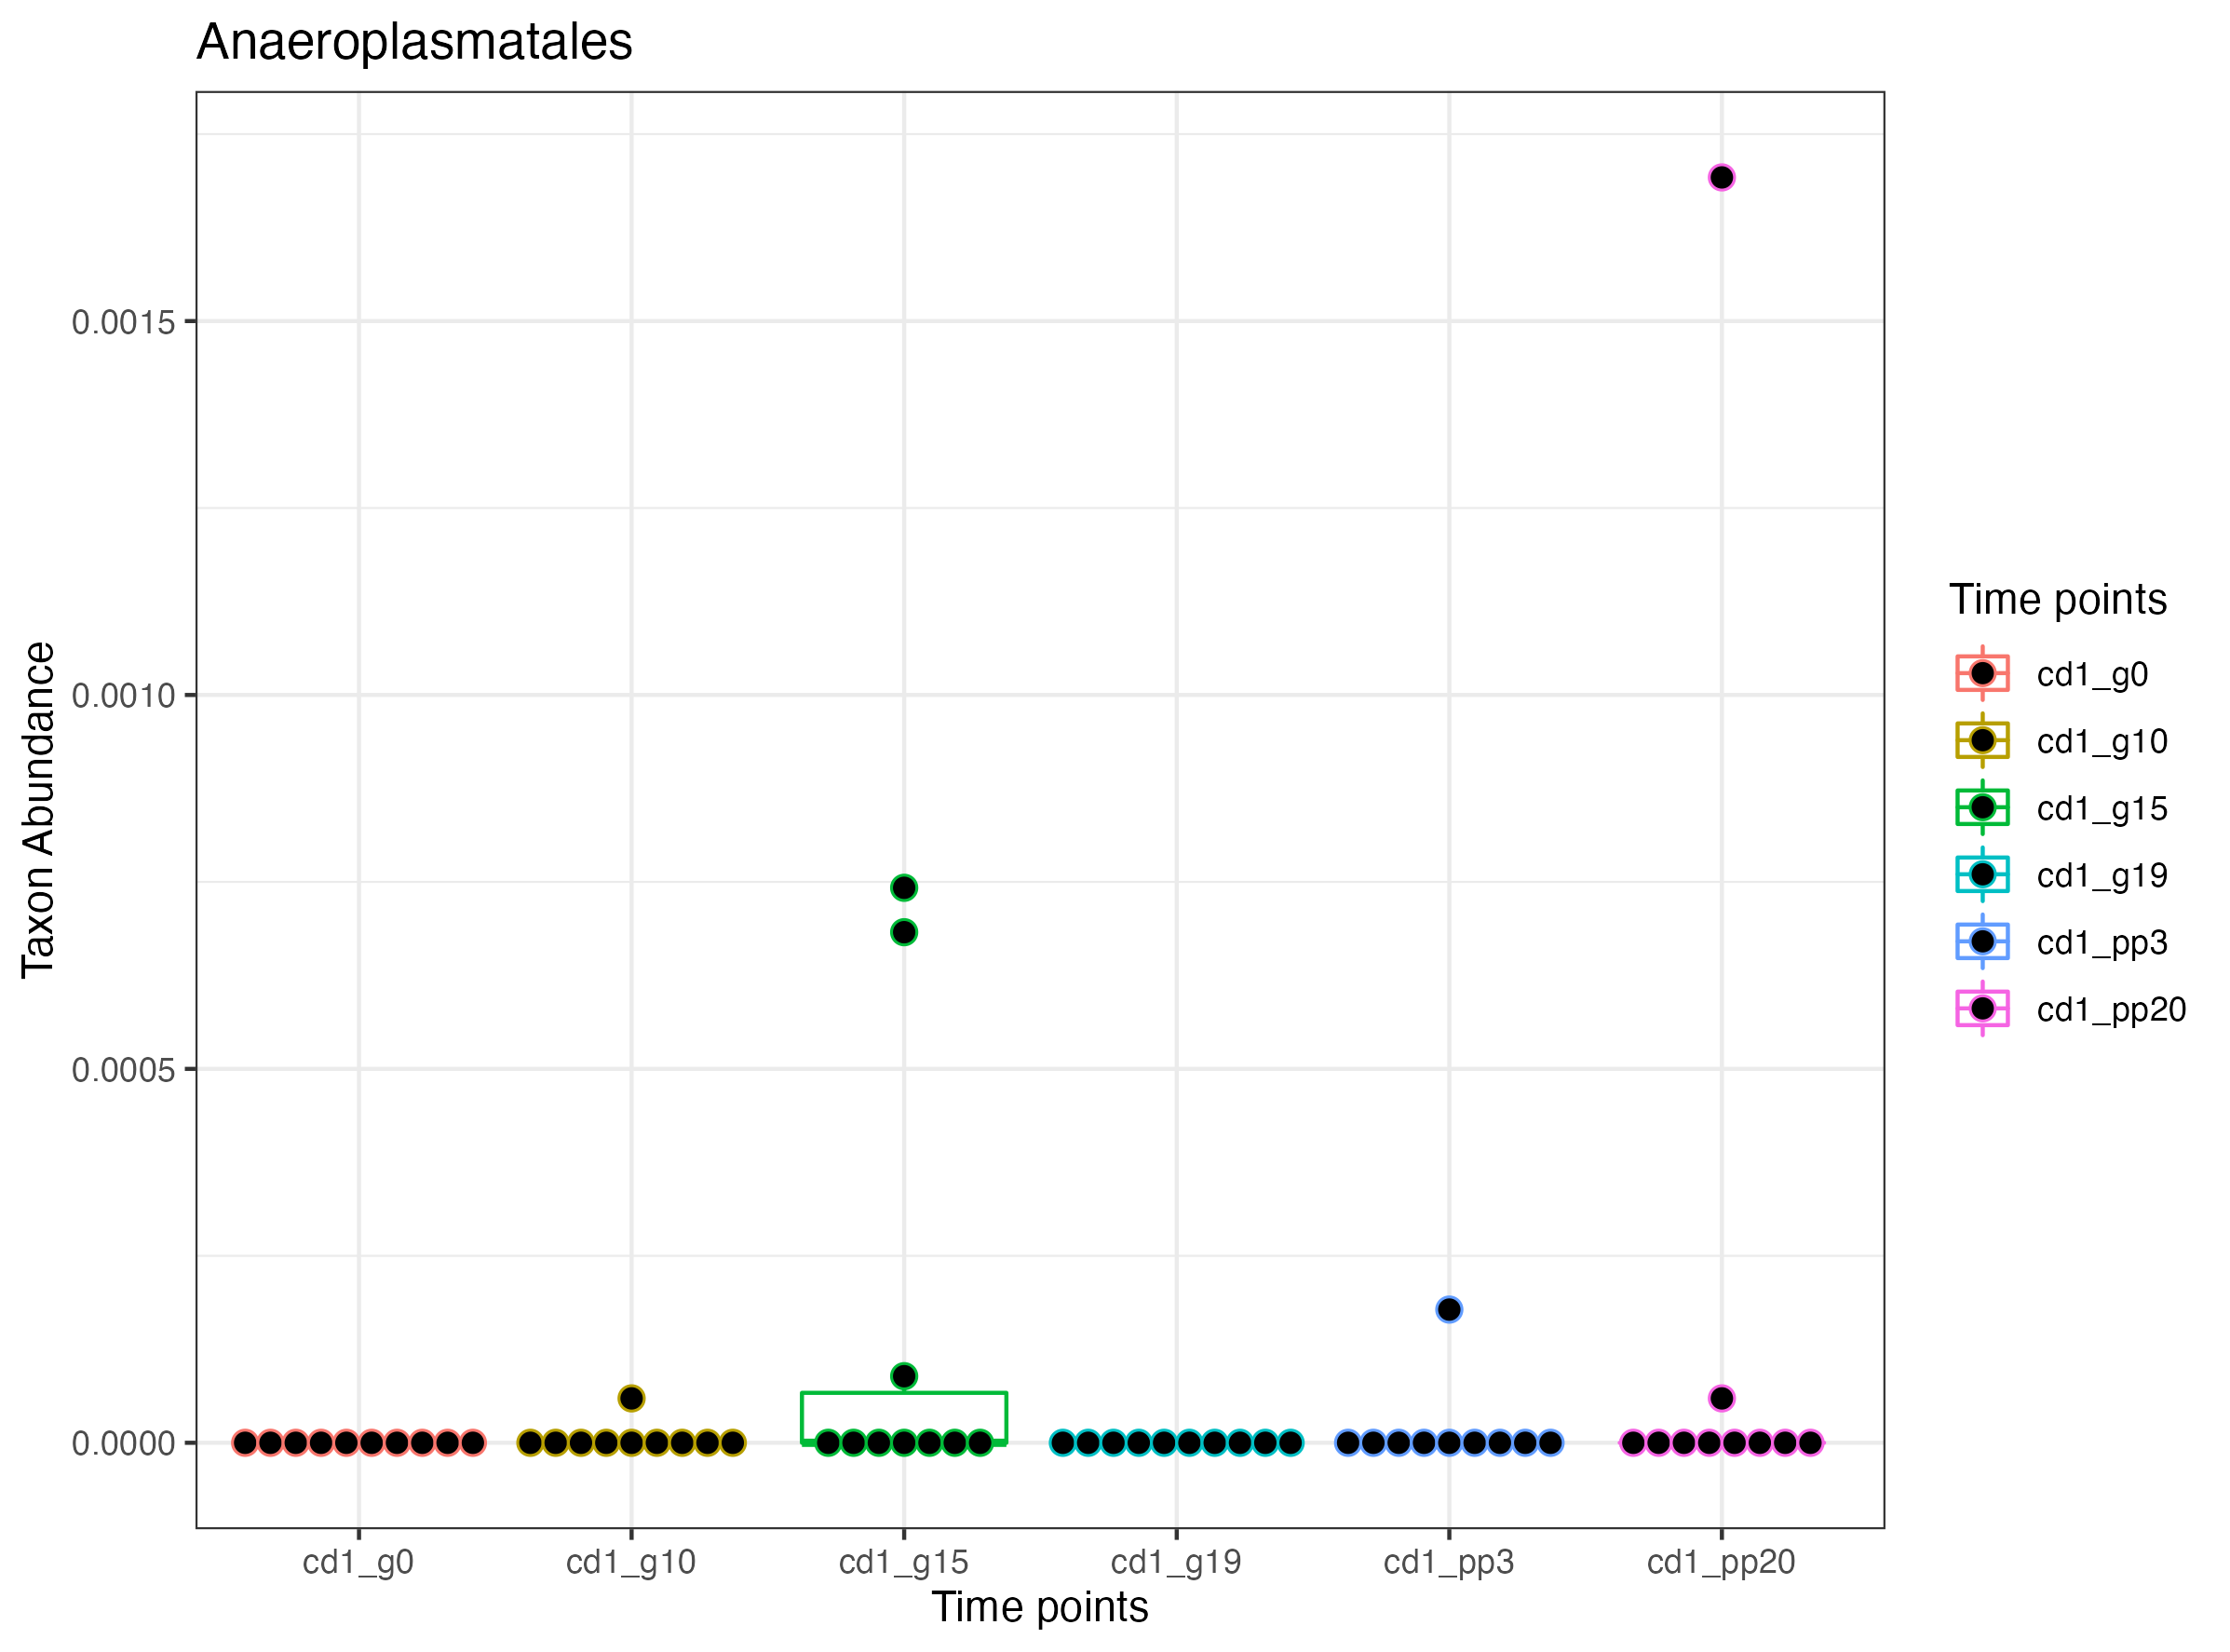 Anaeroplasmatales
Taxon Abundance
0.0015
0.0010
0.0005
0.0000
cd1_g0
cd1_g10
cd1_g15
cd1_g19
cd1_pp3
cd1_pp20
Time points
Time points
cd1_g0
cd1_g10
cd1_g15
cd1_g19
cd1_pp3
cd1_pp20